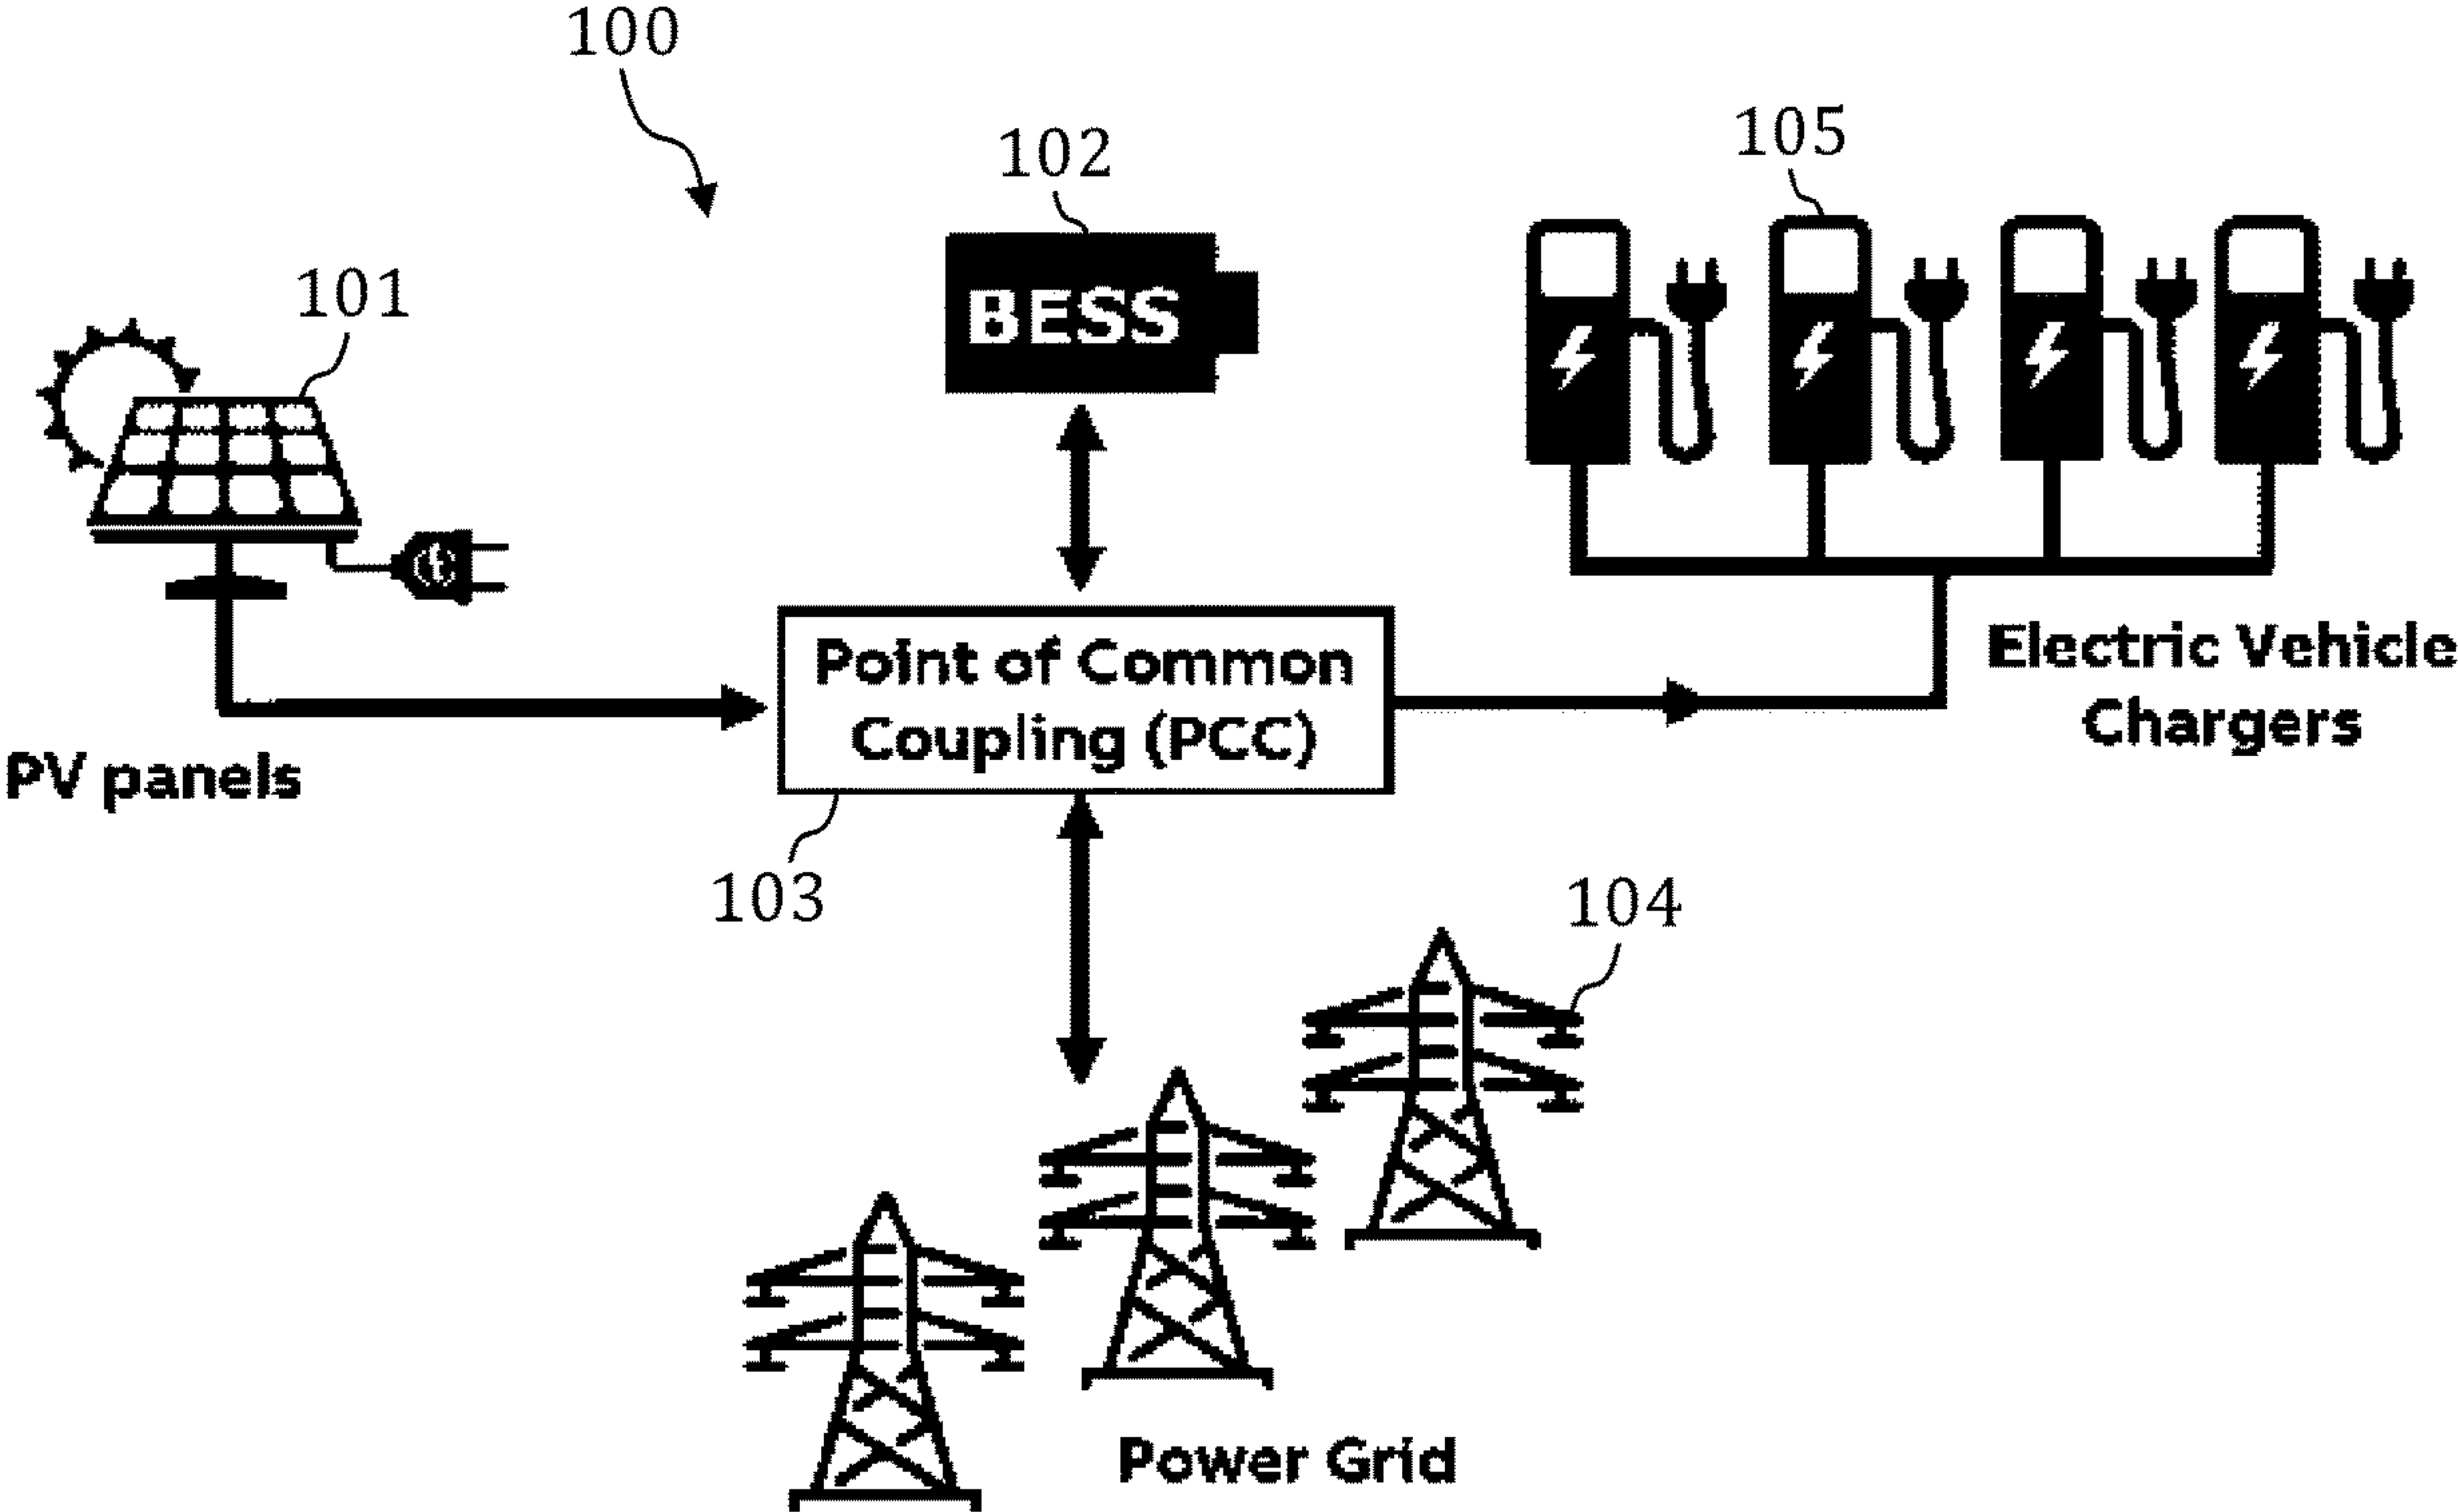 100
102
105
101
BESS
Point of Common
Coupling (PCC)
Electric Vehicle
Chargers
PV panels
103
104
Power Grid